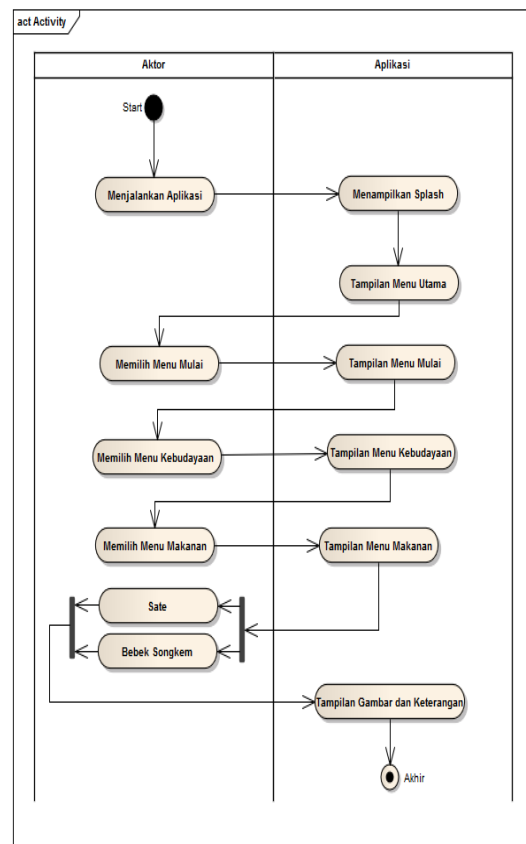 act Activity
Aktor
Aplikasi
Start
Menjalankan Aplikasi
Menampilkan Splash
Tampilan Menu Utama
Memilih Menu Mulai
Tampilan Menu Mulai
Memilih Menu Kebudayaan
Tampilan Menu Kebudayaan
Memilih Menu Makanan
Tampilan Menu Makanan
Sate
Bebek Songkem
Tampilan Gambar dan Keterangan
Akhir